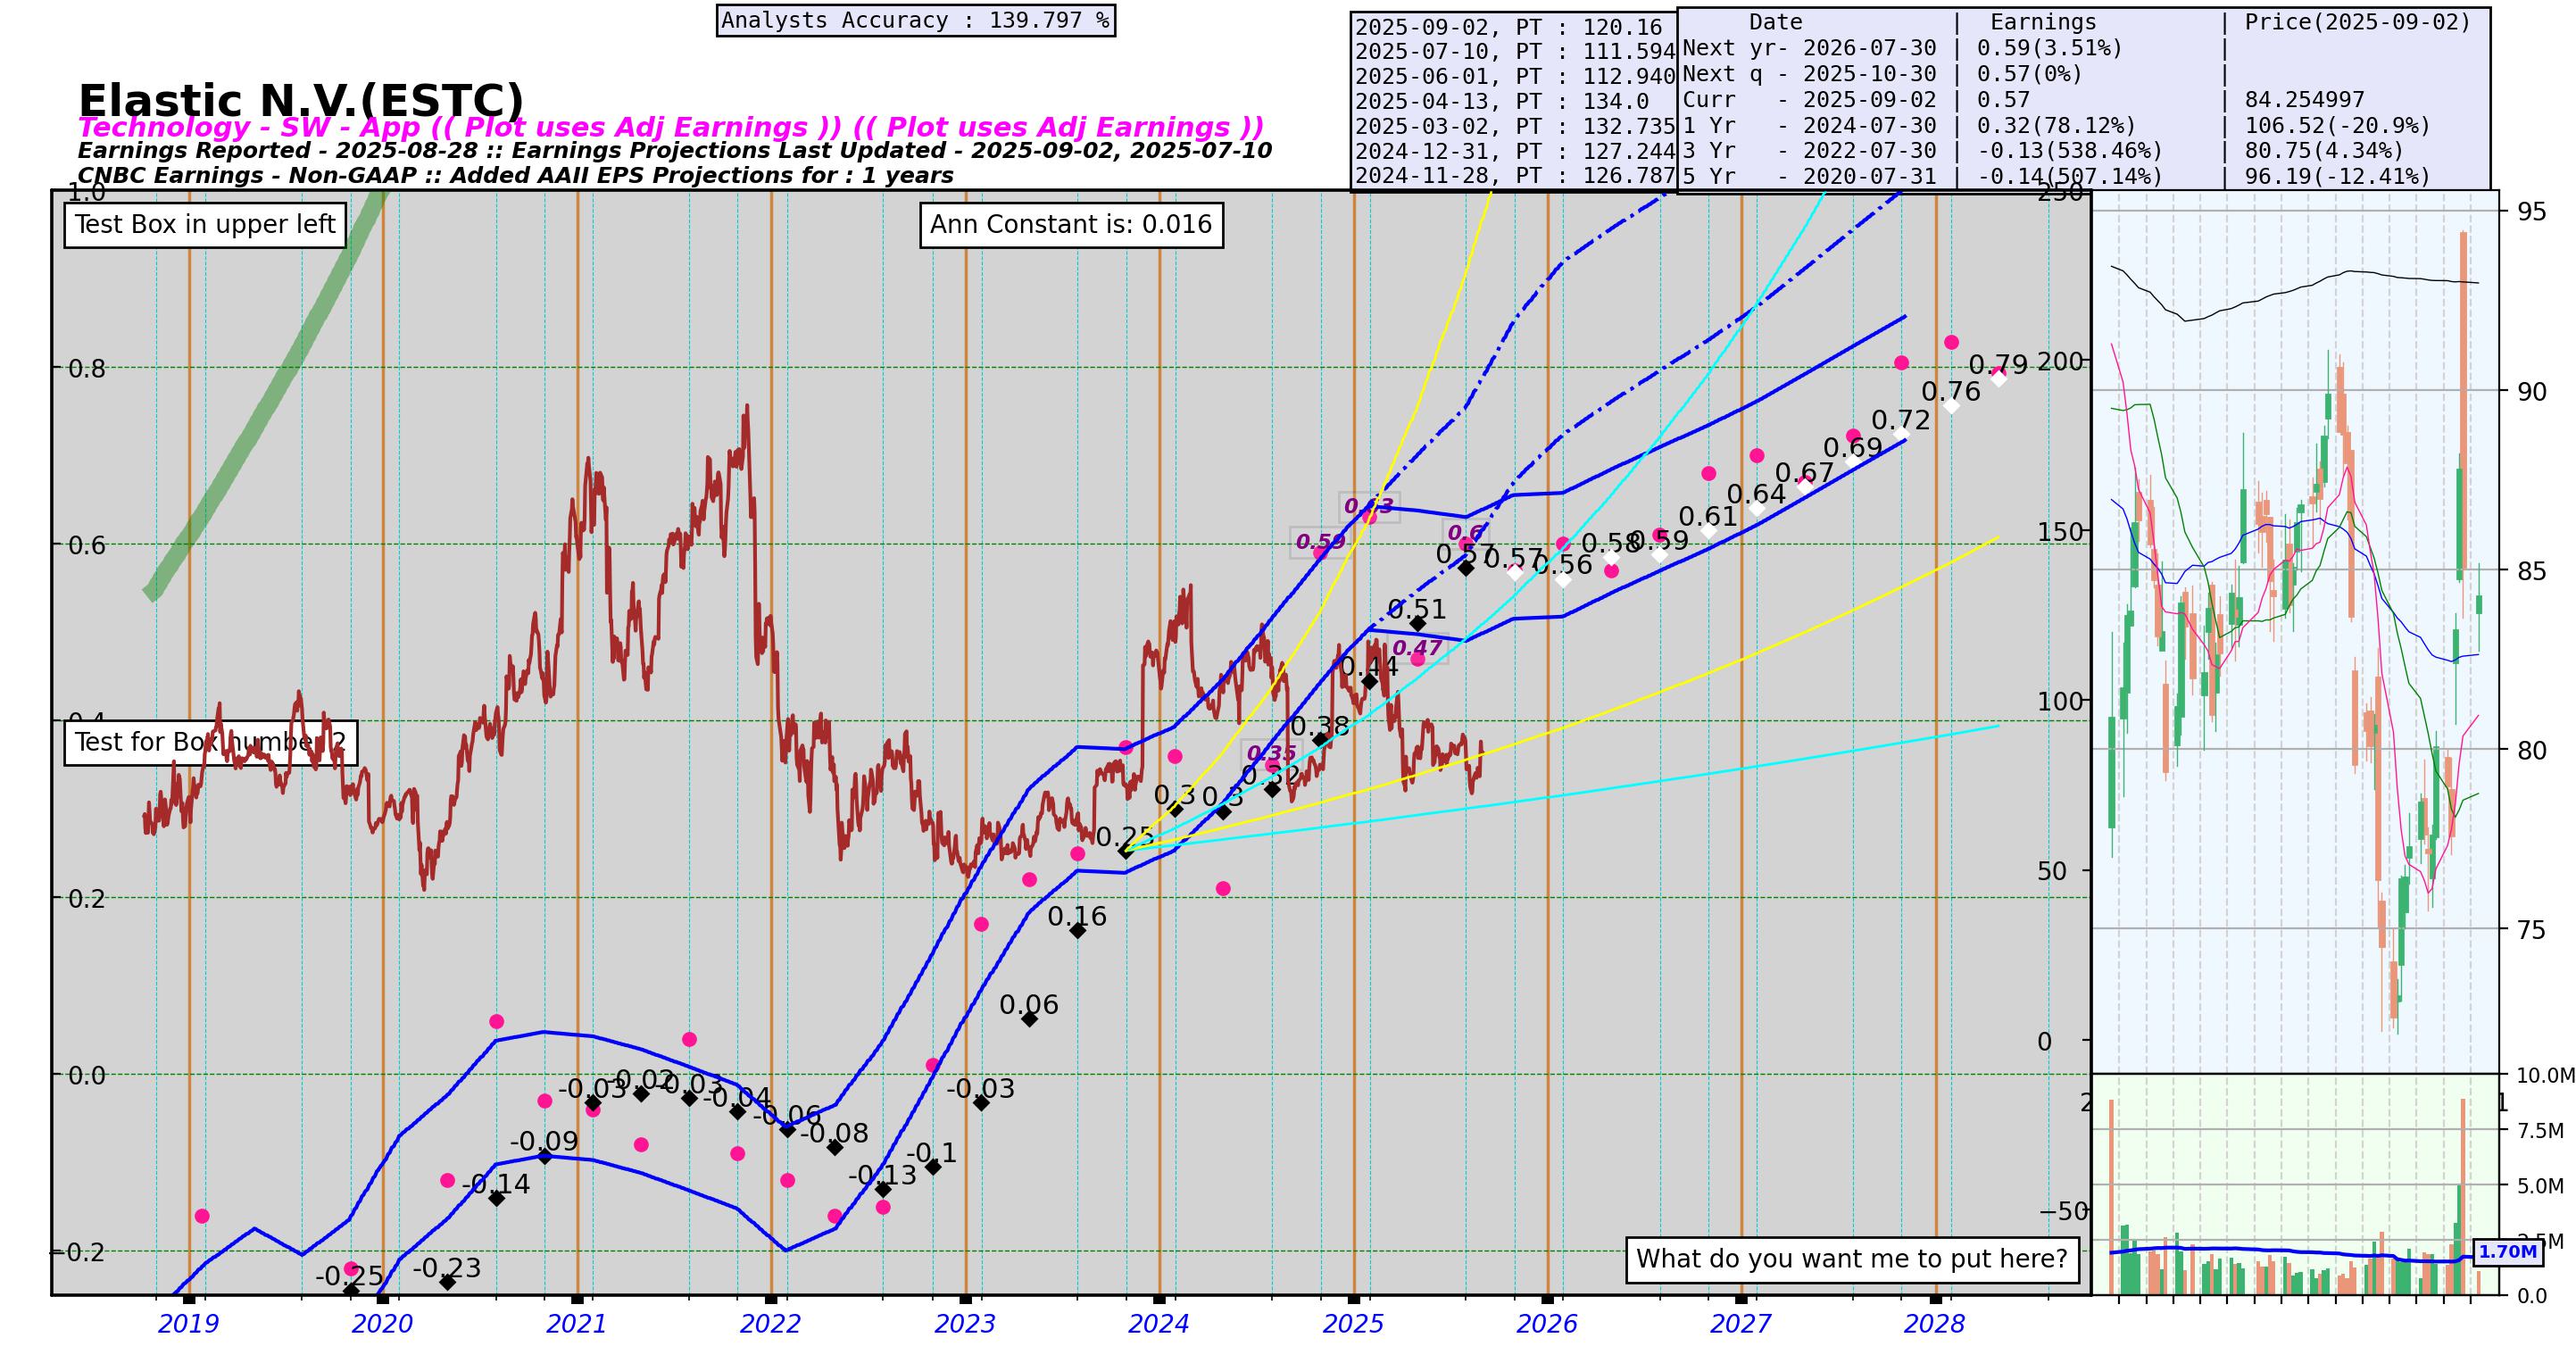 Analysts Accuracy : 139.797 %
2025-09-02, PT : 120.16
2025-07-10, PT : 111.594
2025-06-01, PT : 112.940
2025-04-13, PT : 134.0
2025-03-02, PT : 132.735
2024-12-31, PT : 127.244
2024-11-28, PT : 126.787
Date | Earnings | Price(2025-09-02)
Next yr- 2026-07-30 | 0.59(3.51%) |
Next q - 2025-10-30 | 0.57(0%) |
Curr - 2025-09-02 | 0.57 | 84.254997
1 Yr - 2024-07-30 | 0.32(78.12%) | 106.52(-20.9%)
3 Yr - 2022-07-30 | -0.13(538.46%) | 80.75(4.34%)
5 Yr - 2020-07-31 | -0.14(507.14%) | 96.19(-12.41%)
Elastic N.V.(ESTC)
Technology - SW - App (( Plot uses Adj Earnings )) (( Plot uses Adj Earnings ))
Earnings Reported - 2025-08-28 :: Earnings Projections Last Updated - 2025-09-02, 2025-07-10
CNBC Earnings - Non-GAAP :: Added AAII EPS Projections for : 1 years
1.0
0.8
0.6
0.4
0.2
0.0
−0.2
Test Box in upper left
Ann Constant is: 0.016
Test for Box number 2
What do you want me to put here?
-0.25
-0.23
-0.14
-0.09
-0.03
-0.02
-0.03
-0.04
-0.06
-0.08
-0.13
-0.1
-0.03
0.06
0.16
0.25
0.3
0.3
0.32
0.38
0.44
0.51
0.57
0.57
0.56
0.58
0.59
0.61
0.64
0.67
0.69
0.72
0.76
0.79
0.35
0.59
0.63
0.47
0.6
250
200
150
100
50
0
−50
95
90
85
80
75
10.0M
7.5M
5.0M
0.0
1.70M
2019
2020
2021
2022
2023
2024
2025
2026
2027
2028